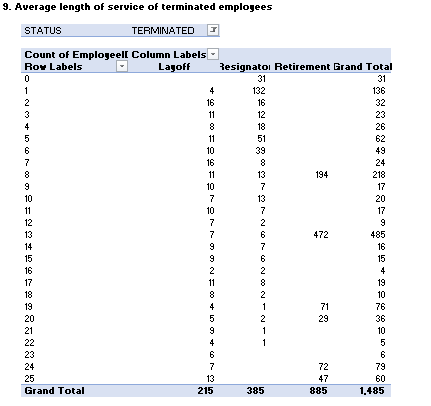 9. Average length of service of terminated employees
STATUS TERMINATED
Count of EmployeeI Column Labels
Row Labels Layoff Resignatio Retirement Grand Total
0 31 31
1 4 132 136
2 16 16 32
3 11 12 23
4 8 18 26
5 11 51 62
6 10 39 49
7 16 8 24
8 11 13 194 218
9 10 7 17
10 7 13 20
11 10 7 17
12 7 2 9
13 7 6 472 485
14 9 7 16
15 9 6 15
16 2 2 4
17 11 8 19
18 8 2 10
19 4 1 71 76
20 5 2 29 36
21 9 1 10
22 4 1 5
23 6 6
24 7 72 79
25 13 47 60
Grand Total 215 385 885 1,485